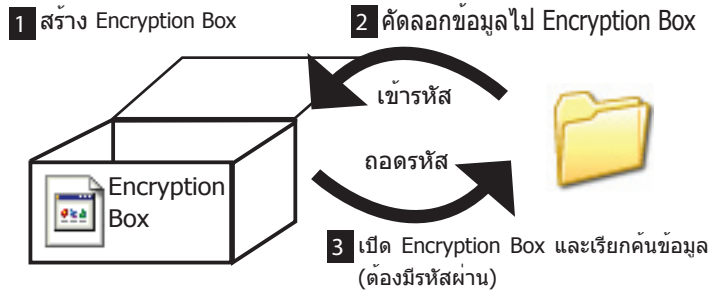 1 สร้าง Encryption Box
2 คัดลอกข้อมูลไป Encryption Box
เข้ารหัส
ถอดรหัส
Encryption
Box
3 เปิด Encryption Box และเรียกค้นข้อมูล
(ต้องมีรหัสผ่าน)